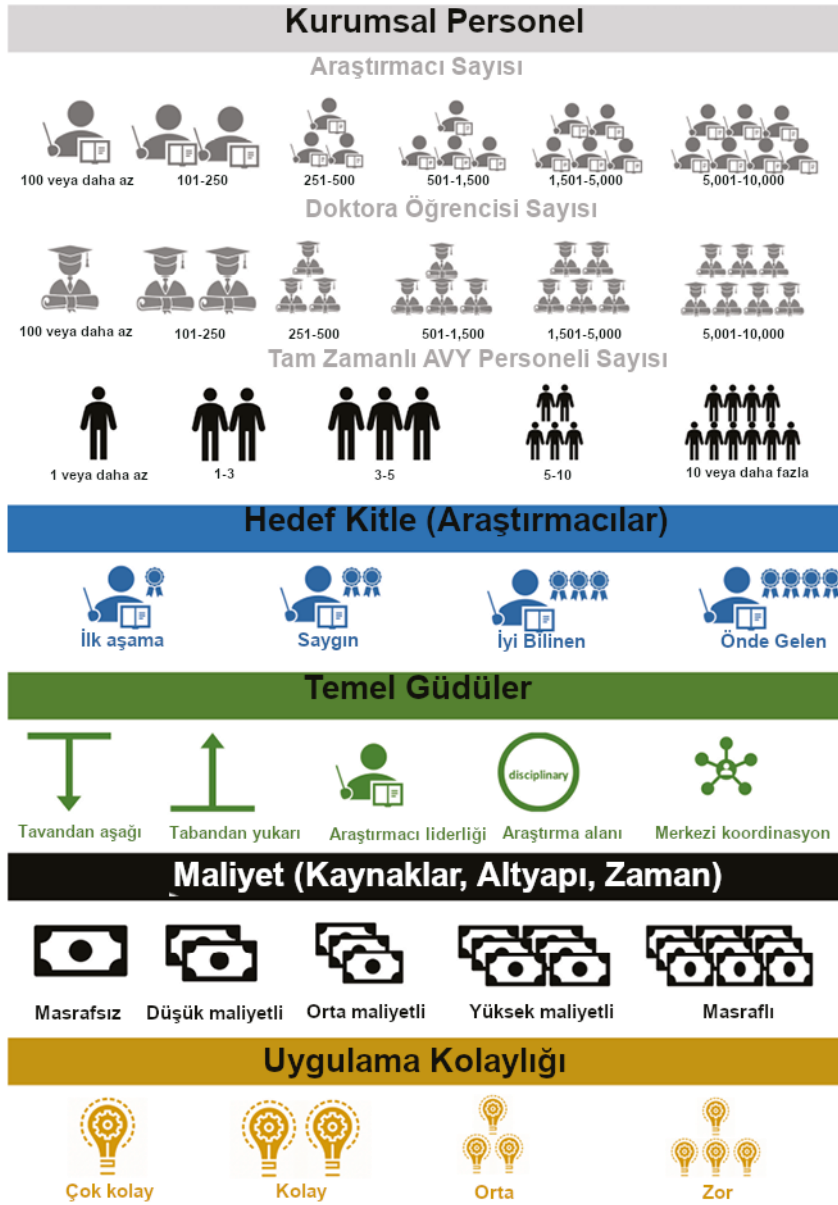 Kurumsal Personel
Araştırmacı Sayısı
100 veya daha az 101-250 251-500 501-1,500 1,501-5,000 5,001-10,000
Doktora Öğrencisi Sayısı
100 veya daha az 101-250 251-500 501-1,500 1,501-5,000 5,001-10,000
Tam Zamanlı AVY Personeli Sayısı
1 veya daha az 1-3 3-5 5-10 10 veya daha fazla
Hedef Kitle (Araştırmacılar)
İlk aşama Saygın İyi Bilinen Önde Gelen
Temel Güdüler
disciplinary
Tavandan aşağı Tabandan yukarı Araştırmacı liderliği Araştırma alanı Merkezi koordinasyon
Maliyet (Kaynaklar, Altyapı, Zaman)
Masrafsız Düşük maliyetli Orta maliyetli Yüksek maliyetli Masraflı
Uygulama Kolaylığı
Çok kolay Kolay Orta Zor